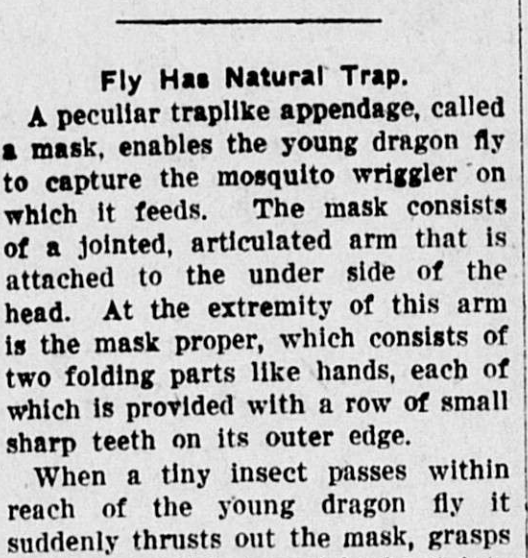 Fly Has Natural Trap.
A peculiar traplike appendage, called
a mask, enables the young dragon fly
to capture the mosquito wriggler on
which it feeds. The mask consists
of a jointed, articulated arm that is
attached to the under side of the
head. At the extremity of this arm
is the mask proper, which consists of
two folding parts like hands, each of
which is provided with a row of small
sharp teeth on its outer edge.
When a tiny insect passes within
reach of the young dragon fly it
suddenly thrusts out the mask, grasps